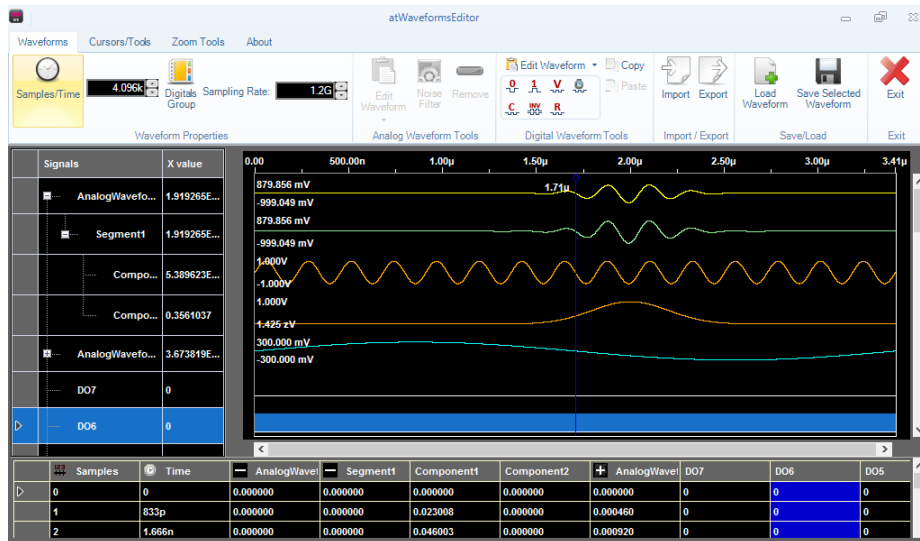 atWaveformsEditor
Waveforms Cursors/Tools Zoom Tools About
Samples/Time 4.096k Digitals Group Sampling Rate: 1.2G Edit Waveform Noise Filter Remove Edit Waveform Copy Paste Import Export Load Waveform Save Selected Waveform Exit
0 1 V
C INV R
Waveform Properties Analog Waveform Tools Digital Waveform Tools Import / Export Save/Load Exit
Signals X value
0.00 500.00n 1.00µ 1.50µ 2.00µ 2.50µ 3.00µ 3.41µ
AnalogWavefo... 1.919265E...
Segment1 1.919265E...
Compo... 5.389623E...
Compo... 0.3561037
AnalogWavefo... 3.673819E...
DO7 0
DO6 0
879.856 mV
1.71µ
-999.049 mV
879.856 mV
-999.049 mV
1.000V
-1.000V
1.000V
1.425 zV
300.000 mV
-300.000 mV
Samples Time AnalogWavef Segment1 Component1 Component2 AnalogWavef DO7 DO6 DO5
0 0 0.000000 0.000000 0.000000 0.000000 0.000000 0 0 0
1 833p 0.000000 0.000000 0.023008 0.000000 0.000460 0 0 0
2 1.666n 0.000000 0.000000 0.046003 0.000000 0.000920 0 0 0